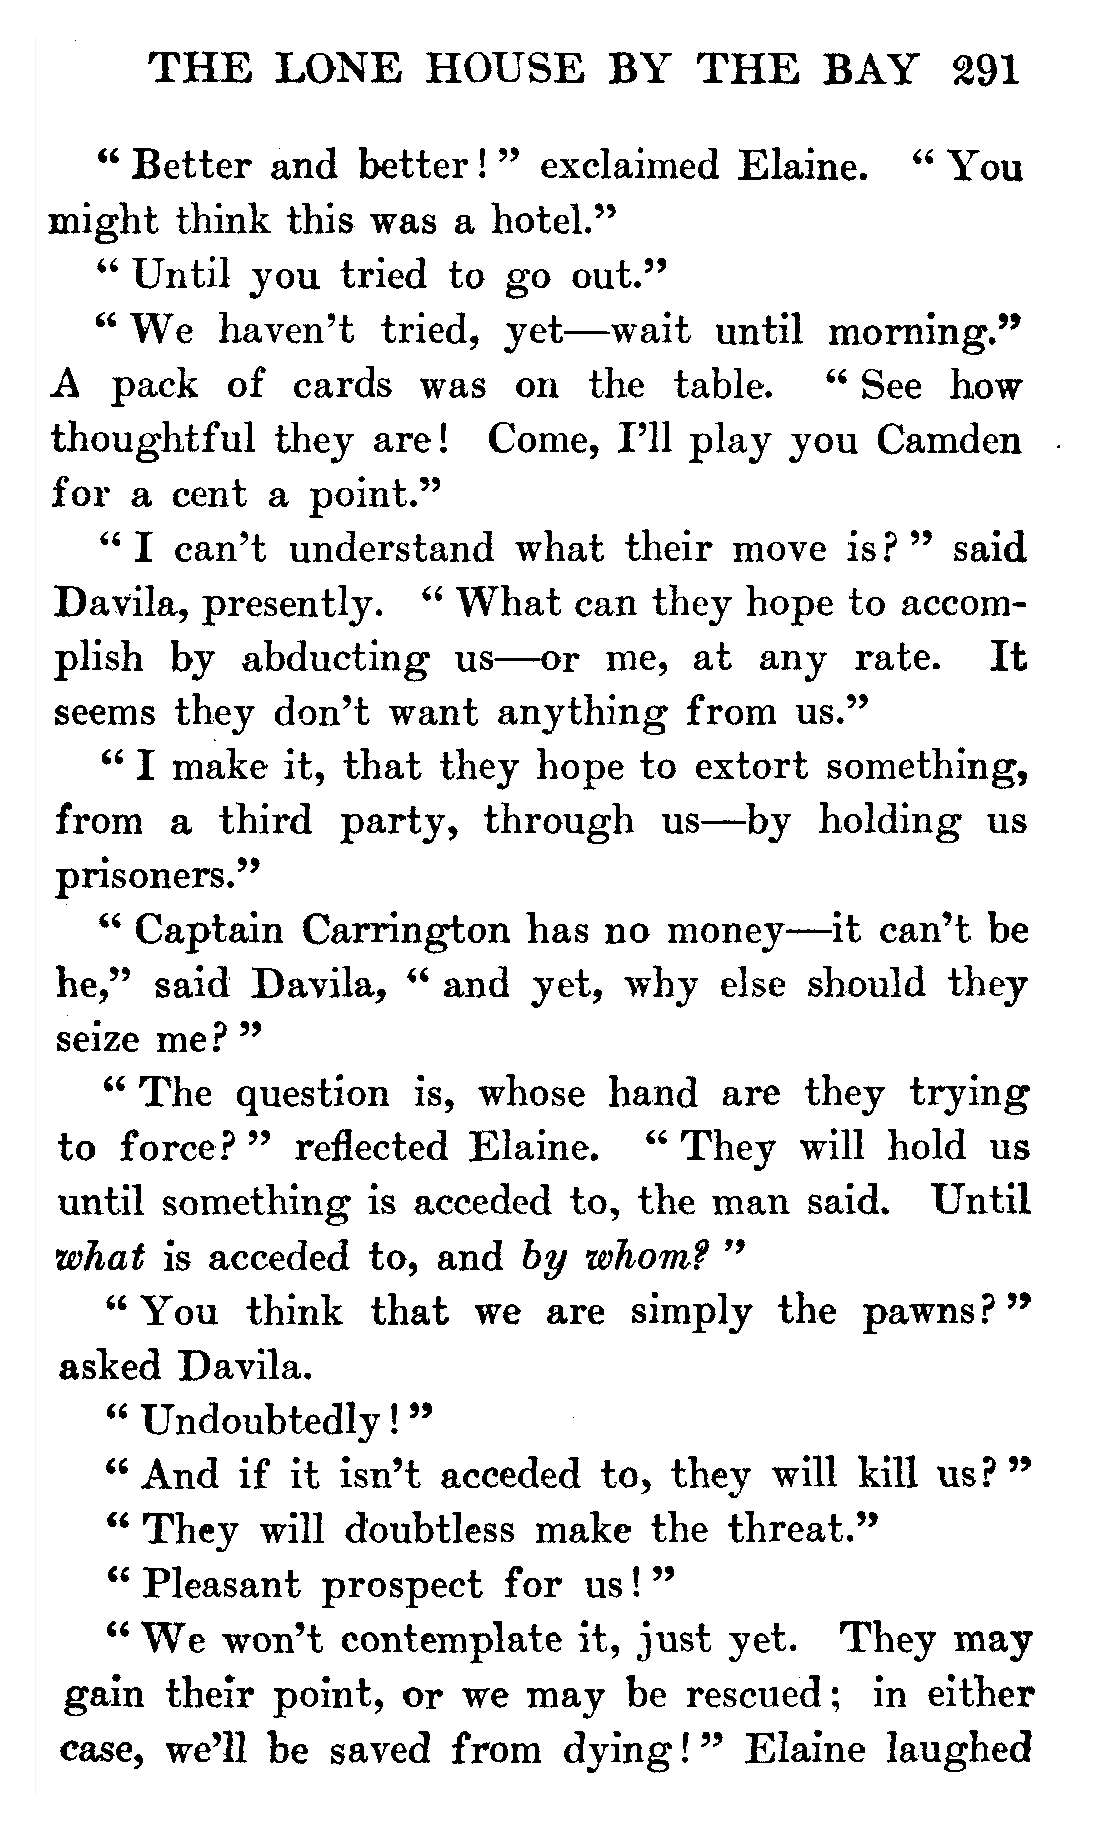 THE LONE HOUSE BY THE BAY 291
“ Better and better! ” exclaimed Elaine. “ You
might think this was a hotel.”
“ Until you tried to go out.”
“ We haven’t tried, yet—wait until morning.”
A pack of cards was on the table. “ See how
thoughtful they are! Come, I’ll play you Camden
for a cent a point.”
“ I can’t understand what their move is? ” said
Davila, presently. “ What can they hope to accom-
plish by abducting us—or me, at any rate. It
seems they don’t want anything from us.”
“ I make it, that they hope to extort something,
from a third party, through us—by holding us
prisoners.”
“ Captain Carrington has no money—it can’t be
he,” said Davila, “ and yet, why else should they
seize me? ”
“ The question is, whose hand are they trying
to force? ” reflected Elaine. “ They will hold us
until something is acceded to, the man said. Until
what is acceded to, and by whom? ”
“ You think that we are simply the pawns? ”
asked Davila.
“ Undoubtedly! ”
“ And if it isn’t acceded to, they will kill us? ”
“ They will doubtless make the threat.”
“ Pleasant prospect for us! ”
“ We won’t contemplate it, just yet. They may
gain their point, or we may be rescued; in either
case, we’ll be saved from dying! ” Elaine laughed